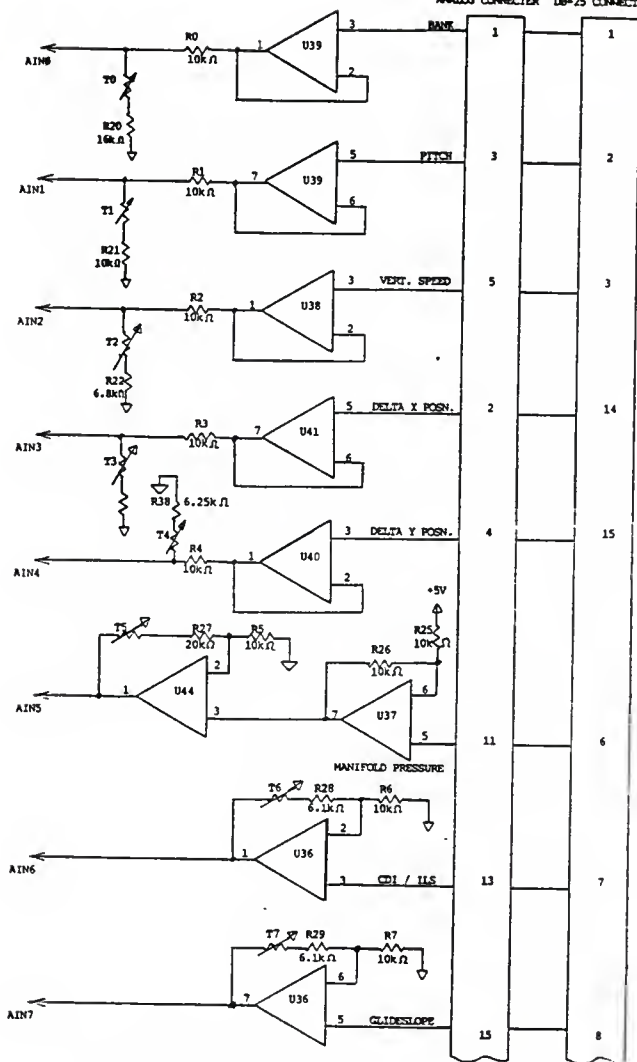 ANALOG CONNECTER DB-25 CONNECT
R0
10kΩ
1
U39
3
2
BANK
1
1
AIN0
T0
R20
16kΩ
R1
10kΩ
7
U39
5
6
PITCH
3
2
AIN1
T1
R21
10kΩ
R2
10kΩ
1
U38
3
2
VERT. SPEED
5
3
AIN2
T2
R22
6.8kΩ
R3
10kΩ
7
U41
5
6
DELTA X POSN.
2
14
AIN3
T3
R38
6.25kΩ
T4
R4
10kΩ
1
U40
3
2
DELTA Y POSN.
4
15
AIN4
+5V
R25
10kΩ
T5
R27
20kΩ
R5
10kΩ
R26
10kΩ
1
U44
2
3
7
U37
6
5
11
6
AIN5
MANIFOLD PRESSURE
T6
R28
6.1kΩ
R6
10kΩ
1
U36
2
3
CDI / ILS
13
7
AIN6
T7
R29
6.1kΩ
R7
10kΩ
7
U36
6
5
GLIDESLOPE
15
8
AIN7